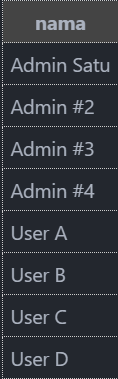 nama
Admin Satu
Admin #2
Admin #3
Admin #4
User A
User B
User C
User D